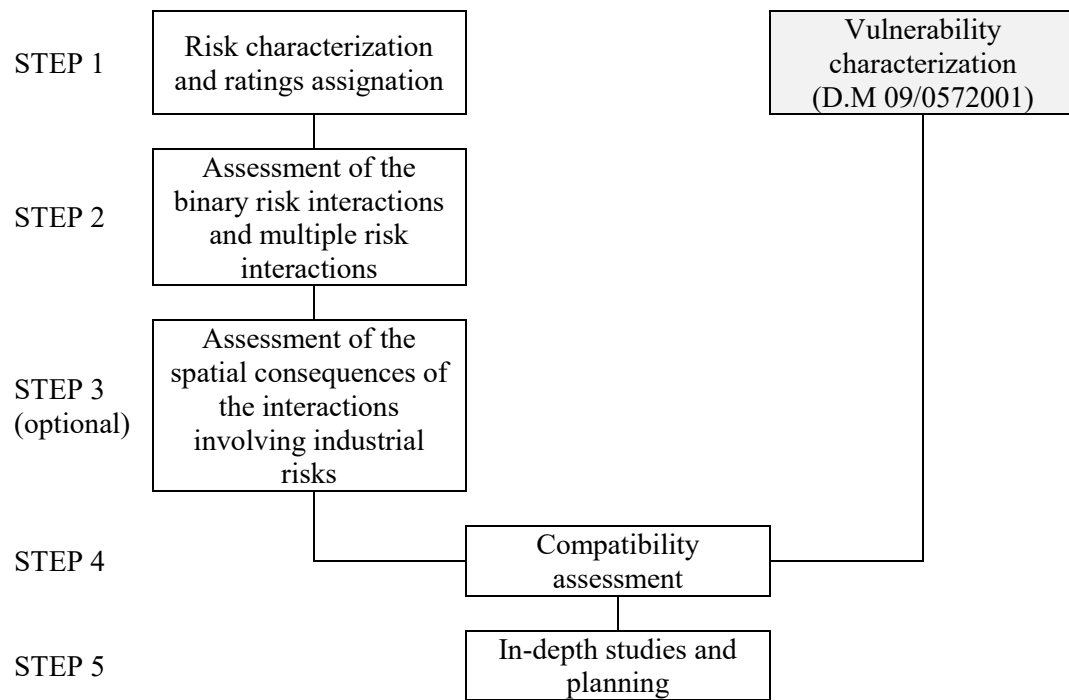 STEP 1
Risk characterization
and ratings assignation
Vulnerability
characterization
(D.M 09/0572001)
STEP 2
Assessment of the
binary risk interactions
and multiple risk
interactions
STEP 3
(optional)
Assessment of the
spatial consequences of
the interactions
involving industrial
risks
STEP 4
Compatibility
assessment
STEP 5
In-depth studies and
planning